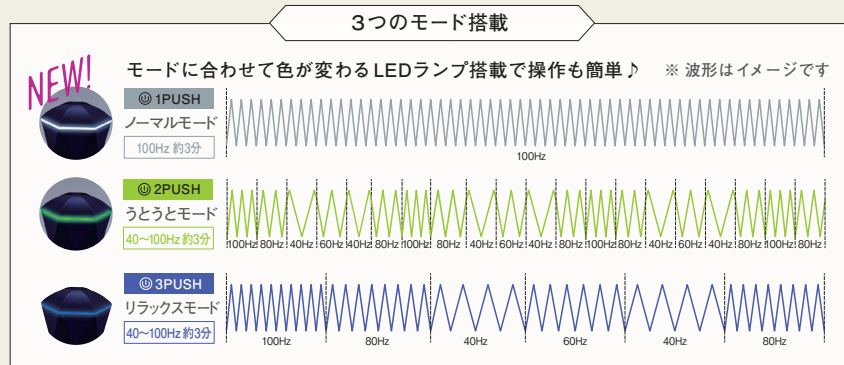 3つのモード搭載
NEW!
モードに合わせて色が変わるLEDランプ搭載で操作も簡単♪ ※ 波形はイメージです
1PUSH
ノーマルモード
100Hz 約3分
100Hz
2PUSH
うとうとモード
40〜100Hz 約3分
100Hz 80Hz 40Hz 60Hz 40Hz 80Hz 100Hz 80Hz 40Hz 60Hz 40Hz 80Hz 100Hz 80Hz 40Hz 60Hz 40Hz 80Hz 100Hz 80Hz
3PUSH
リラックスモード
40〜100Hz 約3分
100Hz 80Hz 40Hz 60Hz 40Hz 80Hz